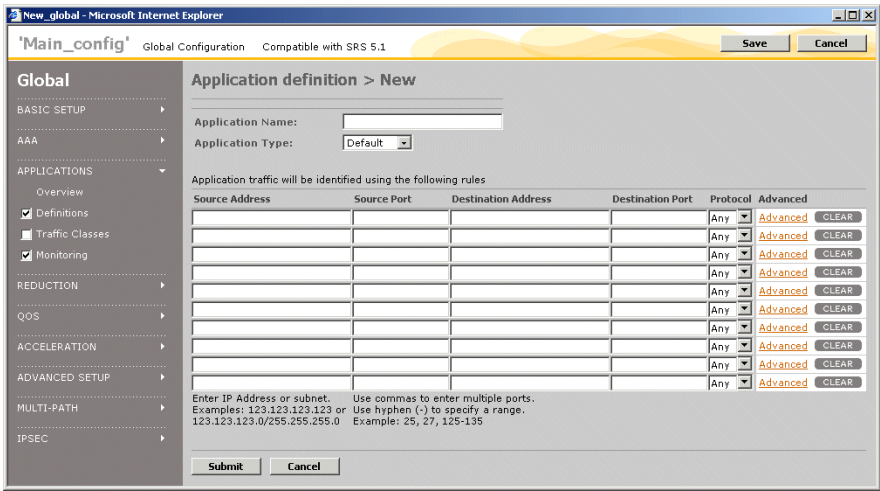 New_global - Microsoft Internet Explorer
'Main_config' Global Configuration Compatible with SRS 5.1 Save Cancel
Global
BASIC SETUP
AAA
APPLICATIONS
Overview
Definitions
Traffic Classes
Monitoring
REDUCTION
QOS
ACCELERATION
ADVANCED SETUP
MULTI-PATH
IPSEC
Application definition > New
Application Name:
Application Type: Default
Application traffic will be identified using the following rules
Source Address Source Port Destination Address Destination Port Protocol Advanced
Any Advanced CLEAR
Any Advanced CLEAR
Any Advanced CLEAR
Any Advanced CLEAR
Any Advanced CLEAR
Any Advanced CLEAR
Any Advanced CLEAR
Any Advanced CLEAR
Any Advanced CLEAR
Any Advanced CLEAR
Enter IP Address or subnet. Use commas to enter multiple ports.
Examples: 123.123.123.123 or Use hyphen (-) to specify a range.
123.123.123.0/255.255.255.0 Example: 25, 27, 125-135
Submit Cancel